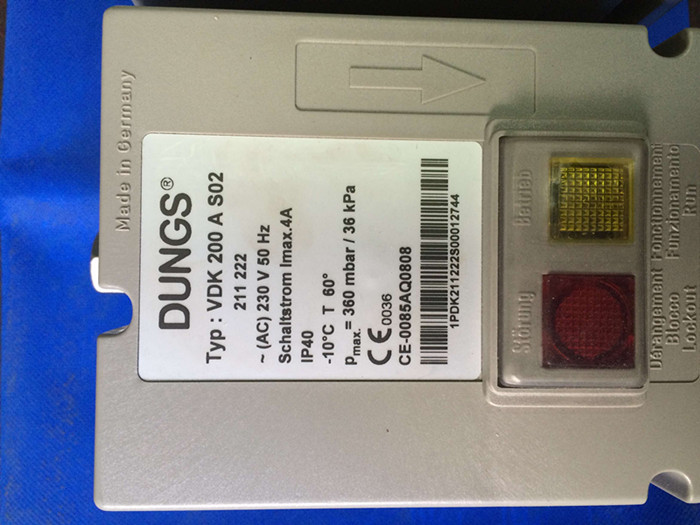 Made in Germany
DUNGS®
Typ : VDK 200 A S02
211 222
~ (AC) 230 V 50 Hz
Schaltstrom Imax.4A
IP40
-10°C T 60°
pmax. = 360 mbar / 36 kPa
CE 0036
CE-0085AQ0808
1PDK211222S00012744
Störung
Betrieb
Dérangement Fonctionnement
Blocco Funzionamento
Lockout